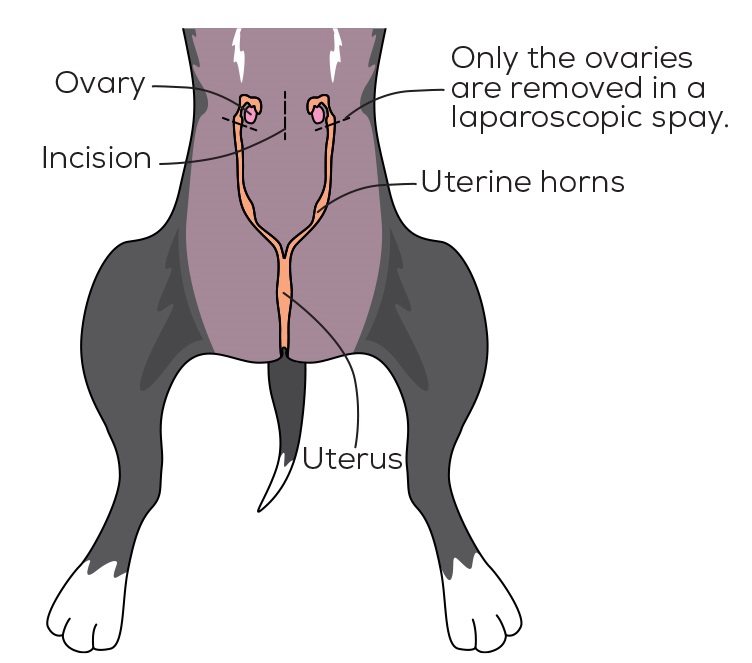 Ovary
Only the ovaries
are removed in a
laparoscopic spay.
Incision
Uterine horns
Uterus